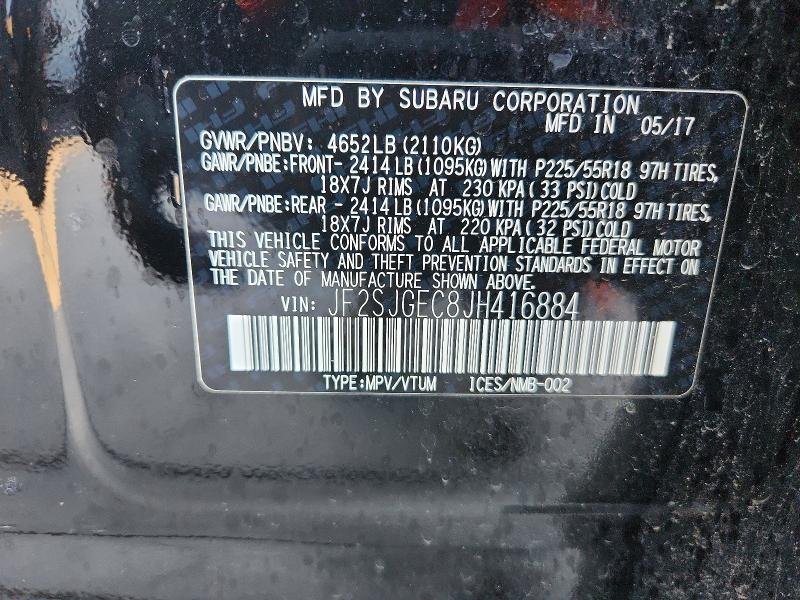 MFD BY SUBARU CORPORATION
MFD IN 05/17
GVWR/PNBV: 4652LB (2110KG)
GAWR/PNBE:FRONT- 2414LB (1095KG)WITH P225/55R18 97H TIRES,
18X7J RIMS AT 230 KPA (33 PSI)COLD
GAWR/PNBE:REAR - 2414LB (1095KG)WITH P225/55R18 97H TIRES,
18X7J RIMS AT 220 KPA (32 PSI)COLD
THIS VEHICLE CONFORMS TO ALL APPLICABLE FEDERAL MOTOR
VEHICLE SAFETY AND THEFT PREVENTION STANDARDS IN EFFECT ON
THE DATE OF MANUFACTURE SHOWN ABOVE.
VIN: JF2SJGEC8JH416884
TYPE:MPV/VTUM ICES/NMB-002